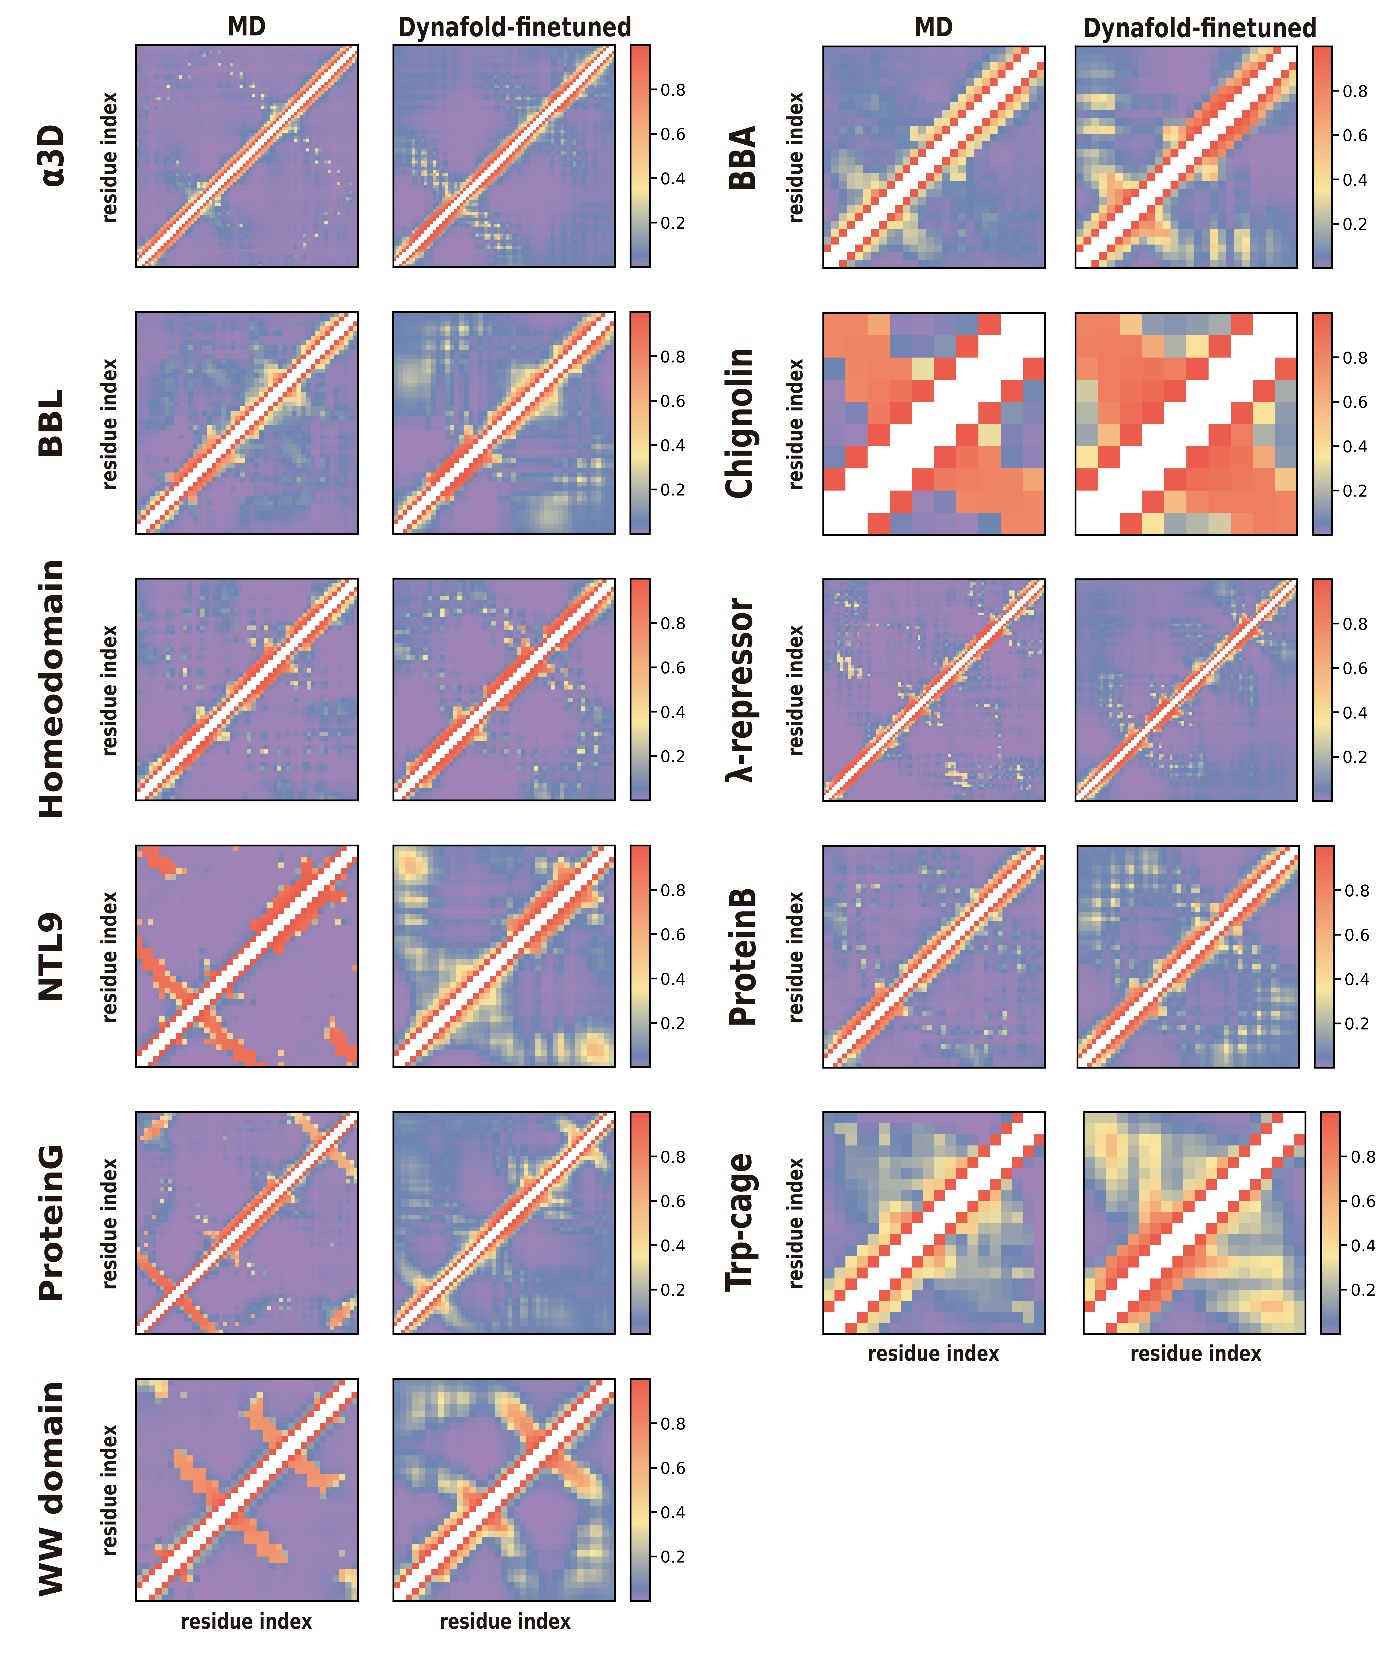 MD Dynafold-finetuned MD Dynafold-finetuned
α3D residue index 0.8 0.6 0.4 0.2 BBA residue index 0.8 0.6 0.4 0.2
BBL residue index 0.8 0.6 0.4 0.2 Chignolin residue index 0.8 0.6 0.4 0.2
Homeodomain residue index 0.8 0.6 0.4 0.2 λ-repressor residue index 0.8 0.6 0.4 0.2
NTL9 residue index 0.8 0.6 0.4 0.2 ProteinB residue index 0.8 0.6 0.4 0.2
ProteinG residue index 0.8 0.6 0.4 0.2 Trp-cage residue index 0.8 0.6 0.4 0.2
residue index residue index
WW domain residue index 0.8 0.6 0.4 0.2
residue index residue index